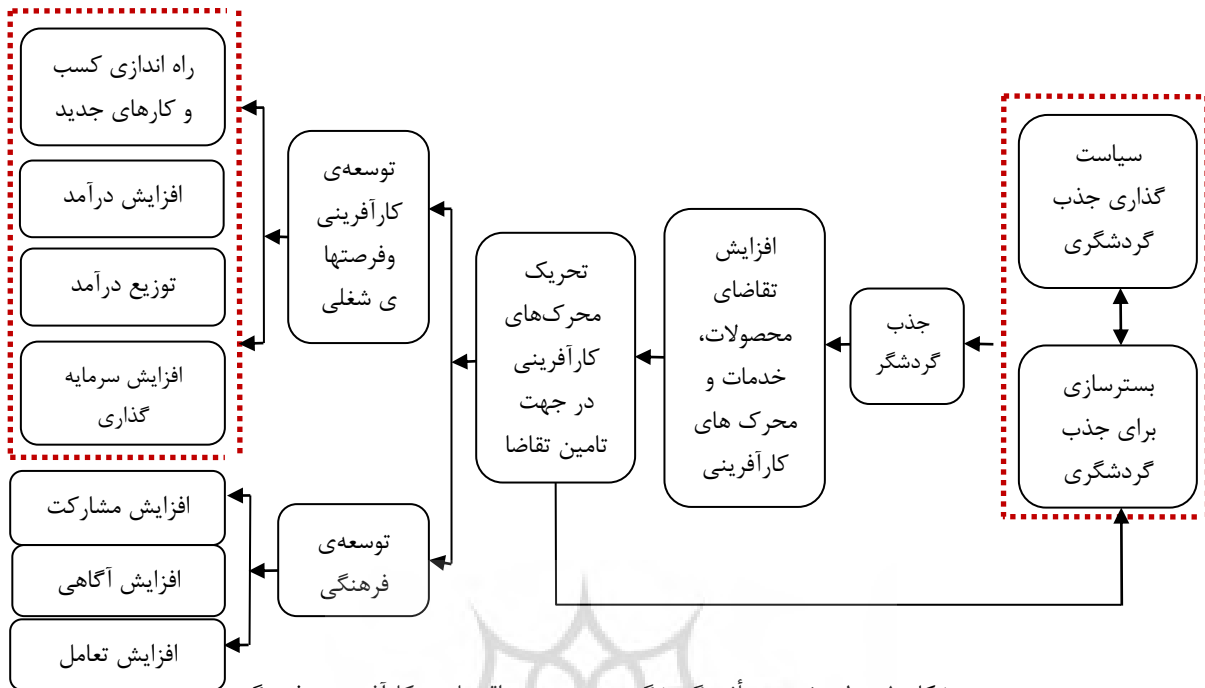 سیاست
گذاری جذب
گردشگری
بسترسازی
برای جذب
گردشگری
جذب
گردشگر
افزایش
تقاضای
محصولات،
خدمات و
محرک های
کارآفرینی
تحریک
محرک‌های
کارآفرینی
در جهت
تامین تقاضا
توسعه‌ی
کارآفرینی
وفرصتها
ی شغلی
راه اندازی کسب
و کارهای جدید
افزایش درآمد
توزیع درآمد
افزایش سرمایه
گذاری
توسعه‌ی
فرهنگی
افزایش مشارکت
افزایش آگاهی
افزایش تعامل